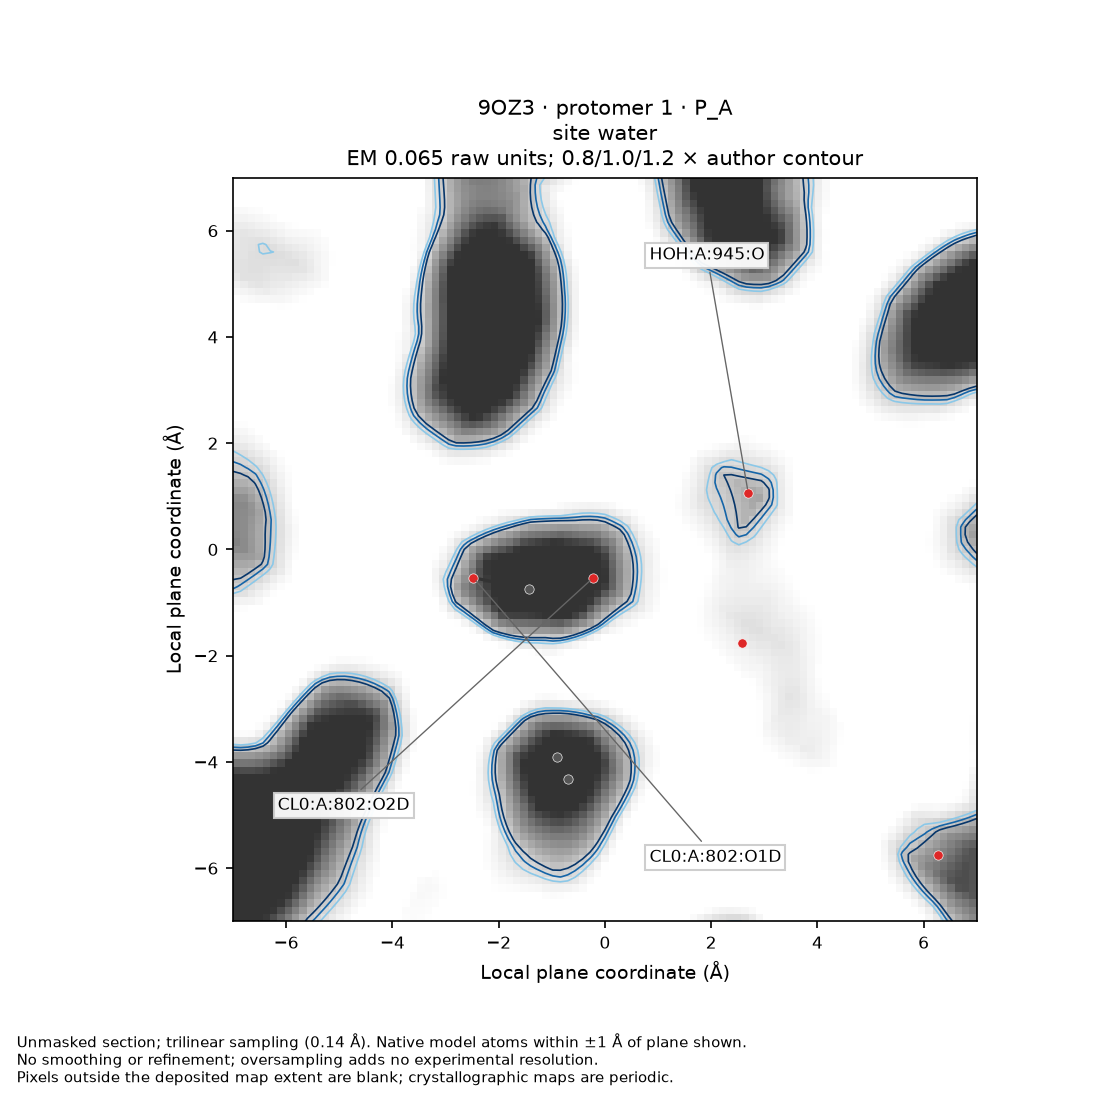 9OZ3 · protomer 1 · P_A
site water
EM 0.065 raw units; 0.8/1.0/1.2 × author contour
HOH:A:945:O
CL0:A:802:O2D
CL0:A:802:O1D
6
4
2
0
−2
−4
−6
Local plane coordinate (Å)
−6 −4 −2 0 2 4 6
Local plane coordinate (Å)
Unmasked section; trilinear sampling (0.14 Å). Native model atoms within ±1 Å of plane shown.
No smoothing or refinement; oversampling adds no experimental resolution.
Pixels outside the deposited map extent are blank; crystallographic maps are periodic.